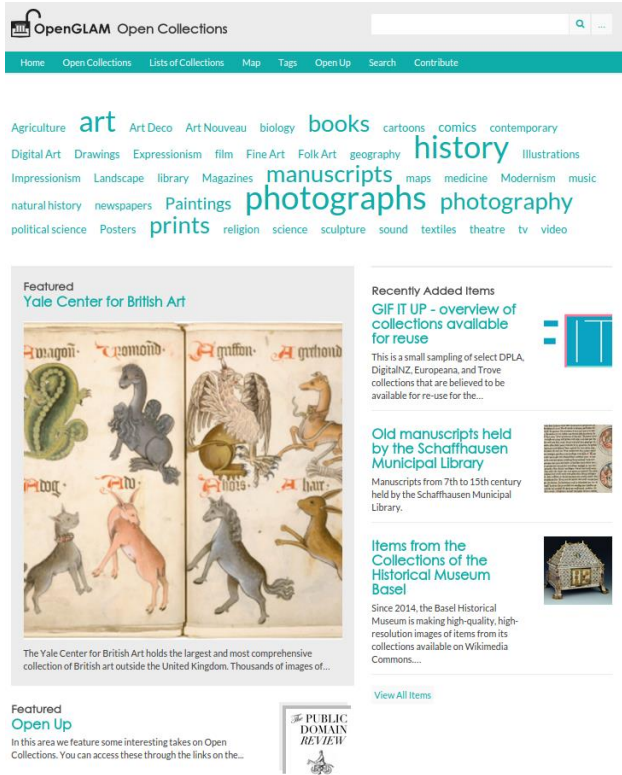 OpenGLAM Open Collections
...
Home Open Collections Lists of Collections Map Tags Open Up Search Contribute
Agriculture art Art Deco Art Nouveau biology books cartoons comics contemporary
Digital Art Drawings Expressionism film Fine Art Folk Art geography history Illustrations
Impressionism Landscape library Magazines manuscripts maps medicine Modernism music
natural history newspapers Paintings photographs photography
political science Posters prints religion science sculpture sound textiles theatre tv video
Featured
Yale Center for British Art
griffon·
dog·
The Yale Center for British Art holds the largest and most comprehensive
collection of British art outside the United Kingdom. Thousands of images of...
Featured
Open Up
In this area we feature some interesting takes on Open
Collections. You can access these through the links on the...
The PUBLIC
DOMAIN
REVIEW
Recently Added Items
GIF IT UP - overview of
collections available
for reuse
This is a small sampling of select DPLA,
DigitalNZ, Europeana, and Trove
collections that are believed to be
available for re-use for the...
IT
Old manuscripts held
by the Schaffhausen
Municipal Library
Manuscripts from 7th to 15th century
held by the Schaffhausen Municipal
Library.
Items from the
Collections of the
Historical Museum
Basel
Since 2014, the Basel Historical
Museum is making high-quality, high-
resolution images of items from its
collections available on Wikimedia
Commons....
View All Items